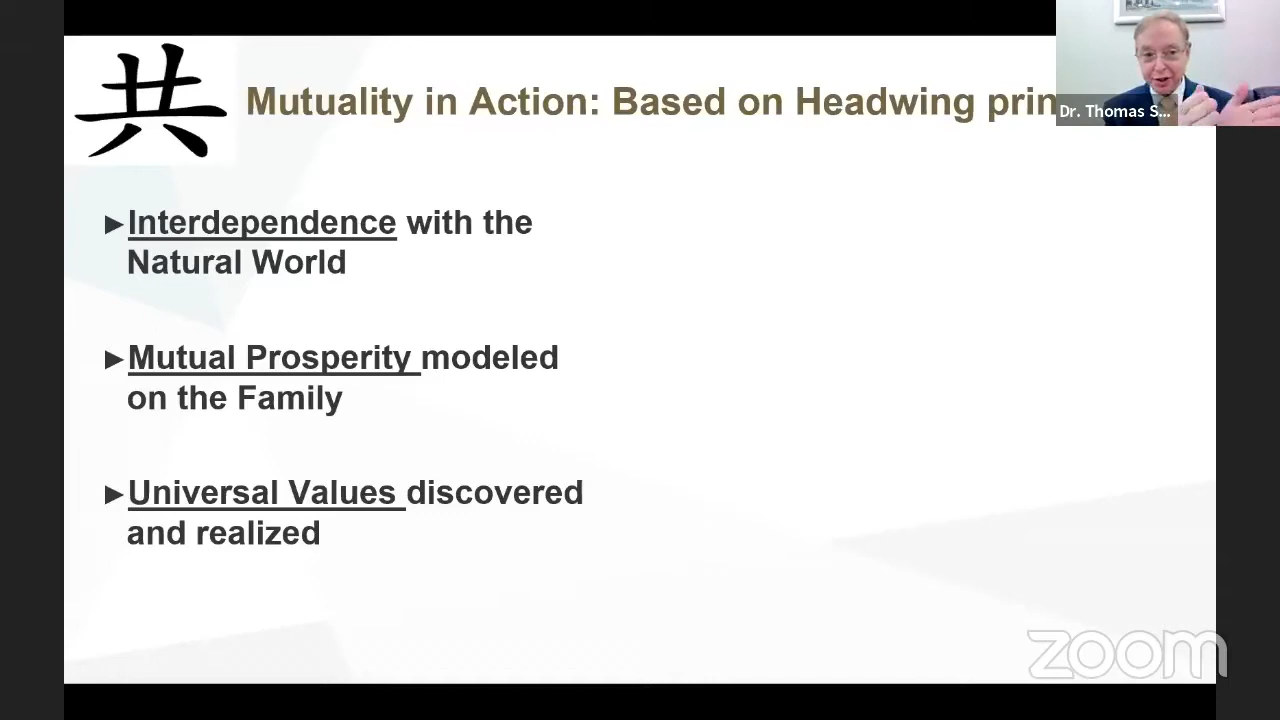 共
Mutuality in Action: Based on Headwing prin
Dr. Thomas S...
►Interdependence with the
Natural World
►Mutual Prosperity modeled
on the Family
►Universal Values discovered
and realized
zoom